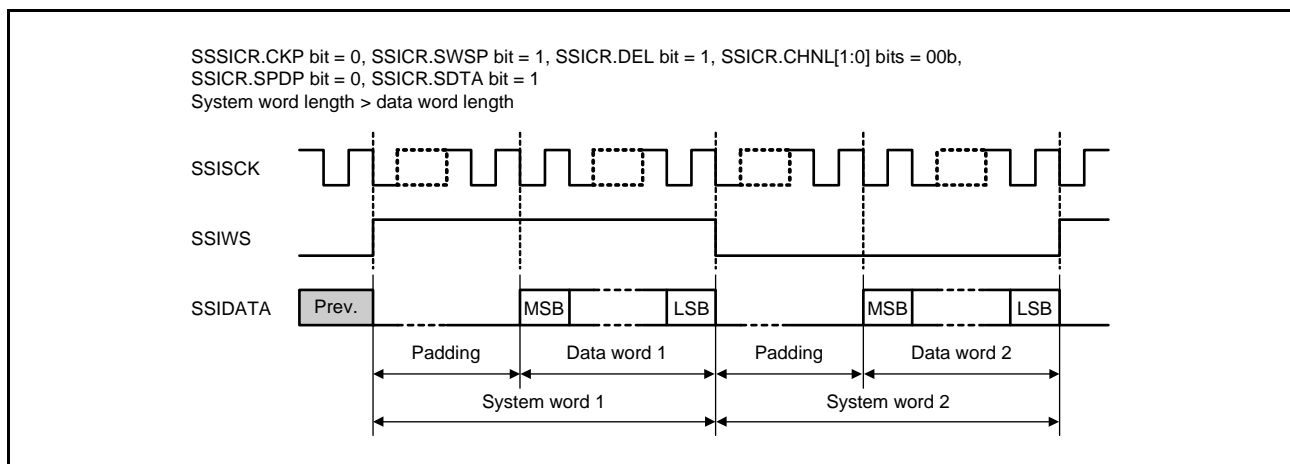 SSSICR.CKP bit = 0, SSICR.SWSP bit = 1, SSICR.DEL bit = 1, SSICR.CHNL[1:0] bits = 00b,
SSICR.SPDP bit = 0, SSICR.SDTA bit = 1
System word length > data word length
SSISCK
SSIWS
SSIDATA Prev. MSB LSB MSB LSB
Padding Data word 1 Padding Data word 2
System word 1 System word 2